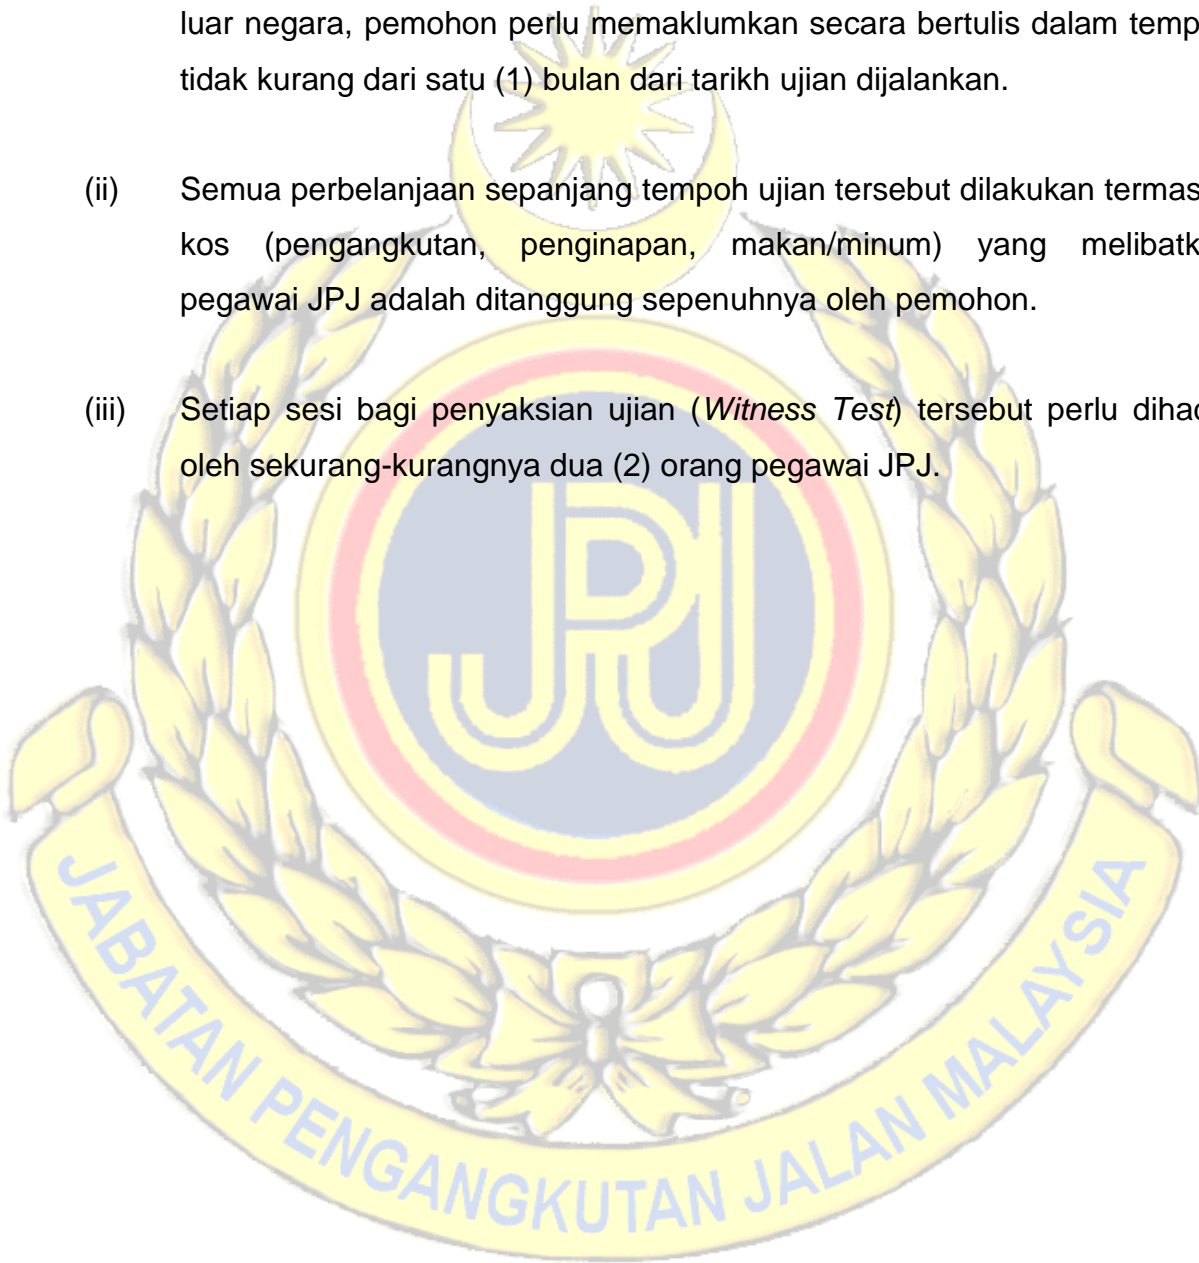 luar negara, pemohon perlu memaklumkan secara bertulis dalam temp
tidak kurang dari satu (1) bulan dari tarikh ujian dijalankan.
(ii) Semua perbelanjaan sepanjang tempoh ujian tersebut dilakukan termas
kos (pengangkutan, penginapan, makan/minum) yang melibatk
pegawai JPJ adalah ditanggung sepenuhnya oleh pemohon.
(iii) Setiap sesi bagi penyaksian ujian (Witness Test) tersebut perlu dihad
oleh sekurang-kurangnya dua (2) orang pegawai JPJ.
JPJ
JABATAN PENGANGKUTAN JALAN MALAYSIA